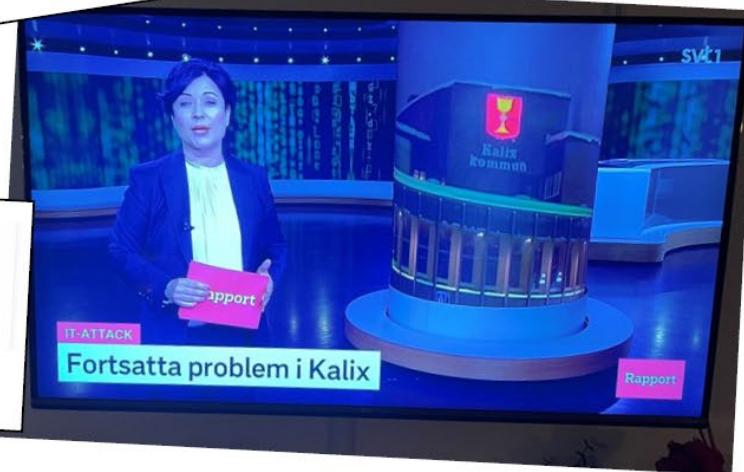 svt1
Kalix
kommun
Rapport
IT-ATTACK
Fortsatta problem i Kalix
Rapport